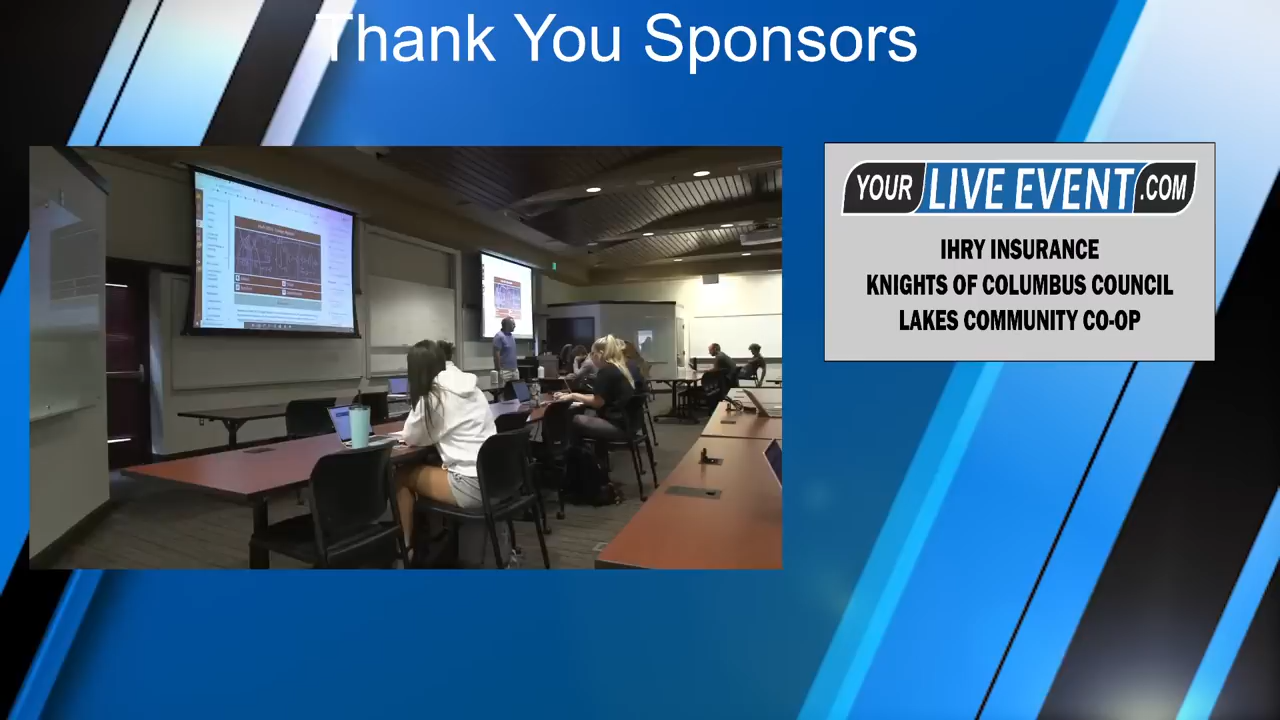 Thank You Sponsors
YOUR LIVE EVENT.COM
IHRY INSURANCE
KNIGHTS OF COLUMBUS COUNCIL
LAKES COMMUNITY CO-OP